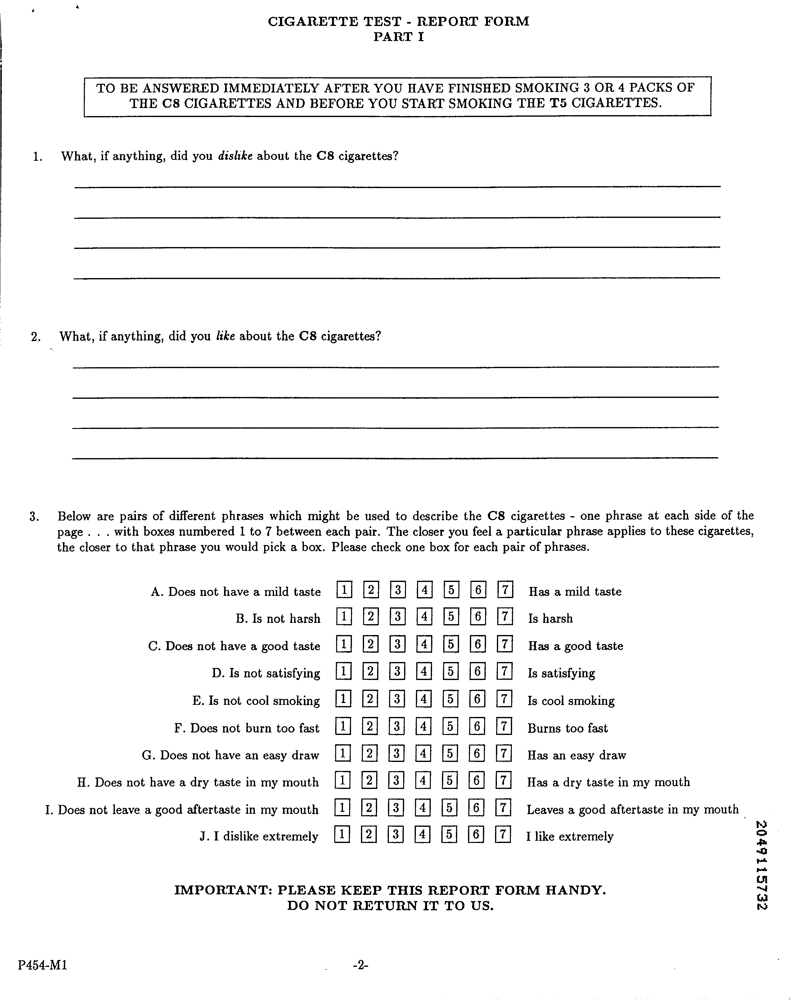 CIGARETTE TEST - REPORT FORM
PART I
TO BE ANSWERED IMMEDIATELY AFTER YOU HAVE FINISHED SMOKING 3 OR 4 PACKS OF
THE C8 CIGARETTES AND BEFORE YOU START SMOKING THE T5 CIGARETTES.
1. What, if anything, did you dislike about the C8 cigarettes?
2. What, if anything, did you like about the C8 cigarettes?
3. Below are pairs of different phrases which might be used to describe the C8 cigarettes - one phrase at each side of the
page . . . with boxes numbered 1 to 7 between each pair. The closer you feel a particular phrase applies to these cigarettes,
the closer to that phrase you would pick a box. Please check one box for each pair of phrases.
A. Does not have a mild taste 1 2 3 4 5 6 7 Has a mild taste
B. Is not harsh 1 2 3 4 5 6 7 Is harsh
C. Does not have a good taste 1 2 3 4 5 6 7 Has a good taste
D. Is not satisfying 1 2 3 4 5 6 7 Is satisfying
E. Is not cool smoking 1 2 3 4 5 6 7 Is cool smoking
F. Does not burn too fast 1 2 3 4 5 6 7 Burns too fast
G. Does not have an easy draw 1 2 3 4 5 6 7 Has an easy draw
H. Does not have a dry taste in my mouth 1 2 3 4 5 6 7 Has a dry taste in my mouth
I. Does not leave a good aftertaste in my mouth 1 2 3 4 5 6 7 Leaves a good aftertaste in my mouth
J. I dislike extremely 1 2 3 4 5 6 7 I like extremely
2049115732
IMPORTANT: PLEASE KEEP THIS REPORT FORM HANDY.
DO NOT RETURN IT TO US.
P454-M1 -2-